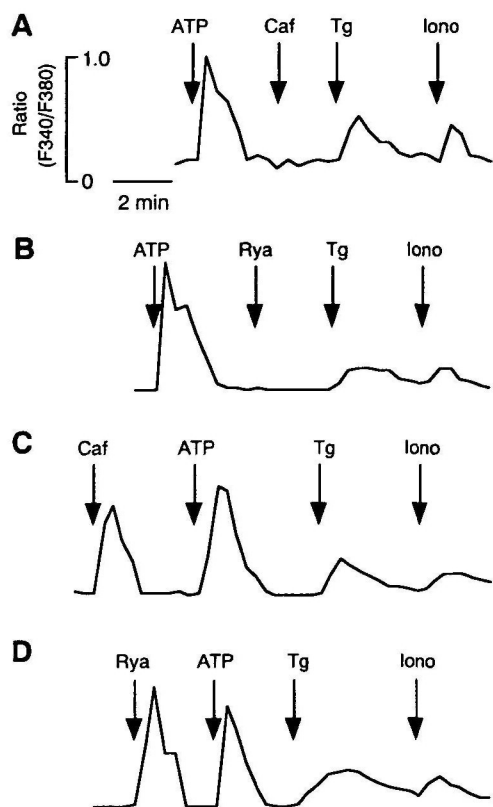 A
ATP Caf Tg Iono
Ratio
(F340/F380)
1.0
0
2 min
B
ATP Rya Tg Iono
C
Caf ATP Tg Iono
D
Rya ATP Tg Iono